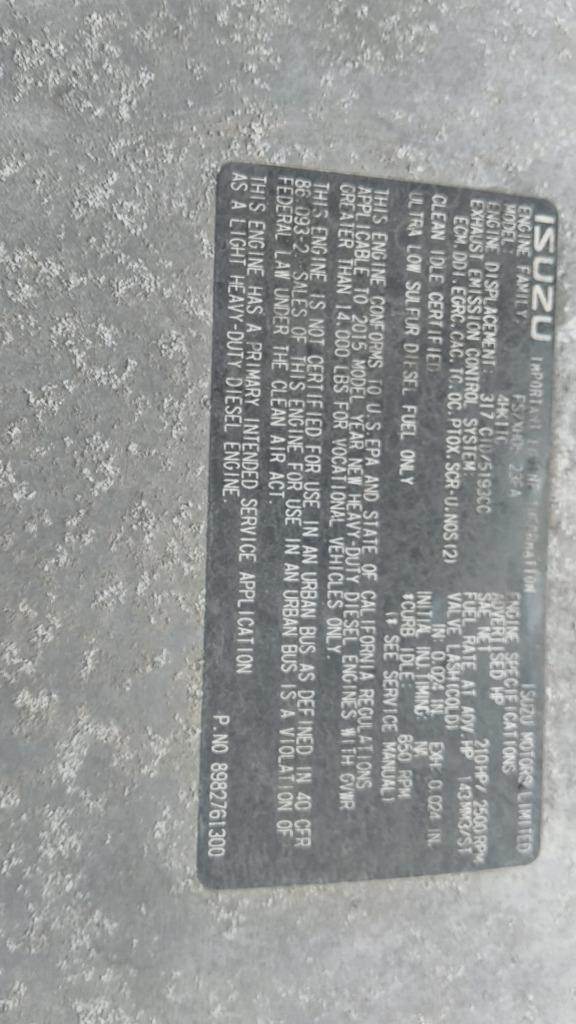 ISUZU IMPORTANT ENGINE INFORMATION ISUZU MOTORS LIMITED
ENGINE FAMILY:
MODEL: 4HK1TC
ENGINE DISPLACEMENT: 317 CID/5193CC
EXHAUST EMISSION CONTROL SYSTEM:
ECM, DDI, EGRC, CAC, TC, OC, PTOX, SCR-U, NOS(2)
CLEAN IDLE CERTIFIED
ULTRA LOW SULFUR DIESEL FUEL ONLY
ENGINE SPECIFICATIONS
ADVERTISED HP
SAE NET 210HP/2500RPM
FUEL RATE AT ADV. HP 143MM3/ST
VALVE LASH(COLD)
IN 0.024 IN. EXH 0.024 IN.
INITIAL INJ TIMING:
*CURB IDLE: 650 RPM
(* SEE SERVICE MANUAL)
THIS ENGINE CONFORMS TO U.S.EPA AND STATE OF CALIFORNIA REGULATIONS
APPLICABLE TO 2015 MODEL YEAR NEW HEAVY-DUTY DIESEL ENGINES WITH GVWR
GREATER THAN 14,000 LBS FOR VOCATIONAL VEHICLES ONLY
THIS ENGINE IS NOT CERTIFIED FOR USE IN AN URBAN BUS AS DEFINED IN 40 CFR
86.093-2. SALES OF THIS ENGINE FOR USE IN AN URBAN BUS IS A VIOLATION OF
FEDERAL LAW UNDER THE CLEAN AIR ACT.
THIS ENGINE HAS A PRIMARY INTENDED SERVICE APPLICATION
AS A LIGHT HEAVY-DUTY DIESEL ENGINE.
P.NO 8982761300